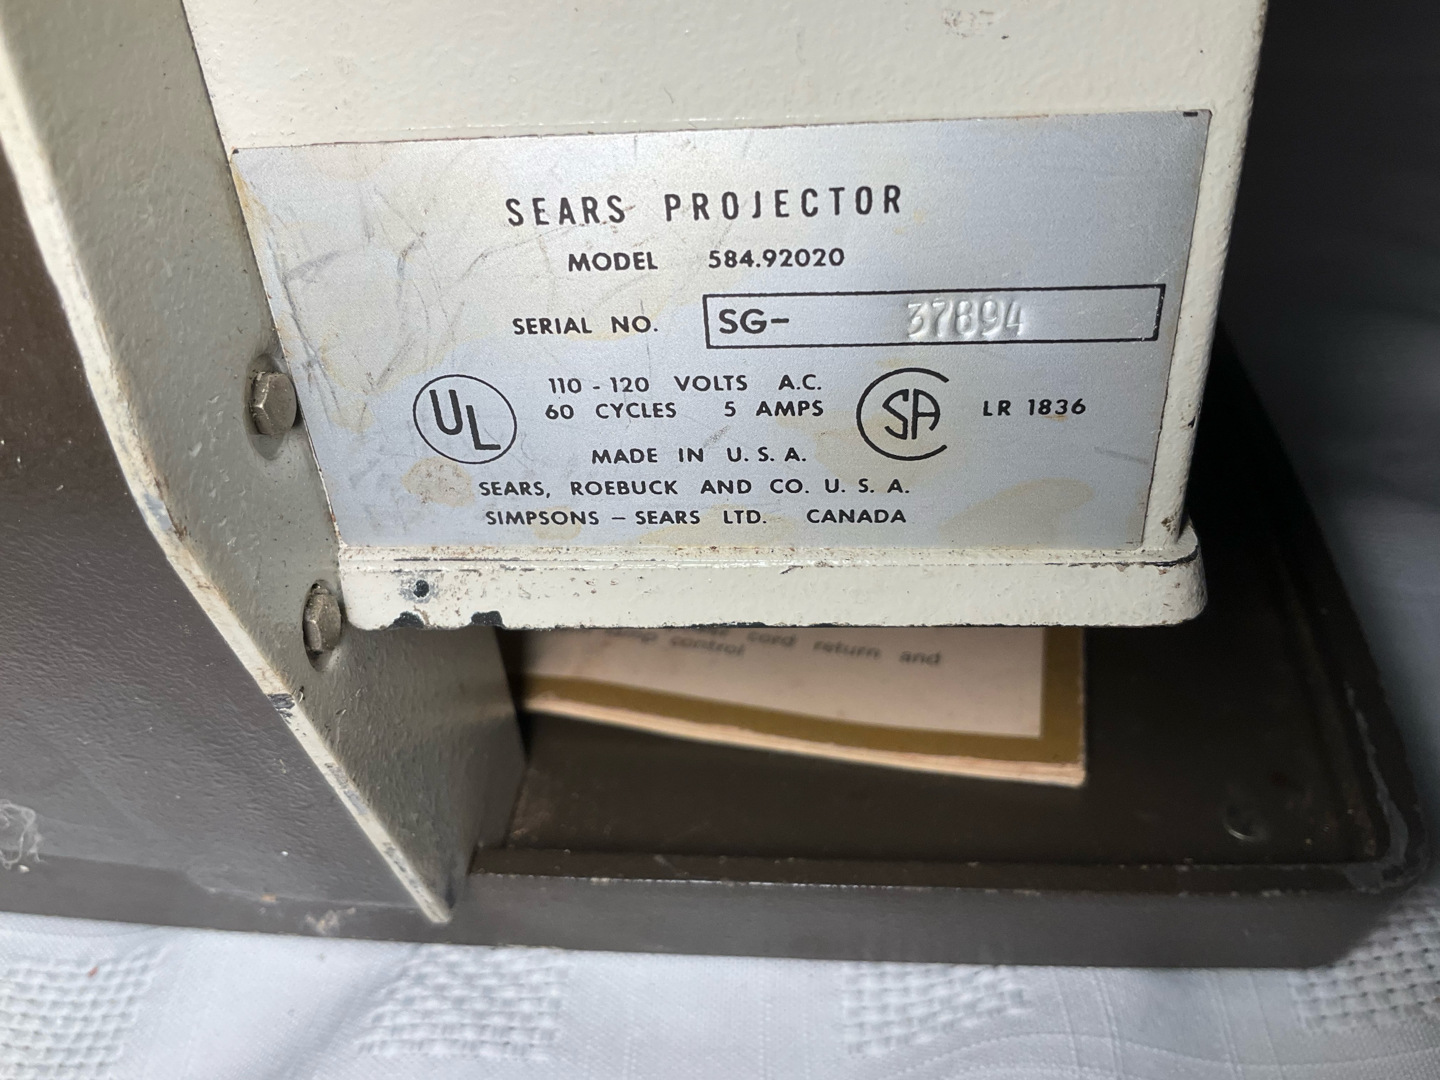 SEARS PROJECTOR
MODEL 584.92020
SERIAL NO. SG- 37894
UL
110 - 120 VOLTS A.C.
60 CYCLES 5 AMPS
SA LR 1836
MADE IN U. S. A.
SEARS, ROEBUCK AND CO. U. S. A.
SIMPSONS - SEARS LTD. CANADA
cord return and
lamp control